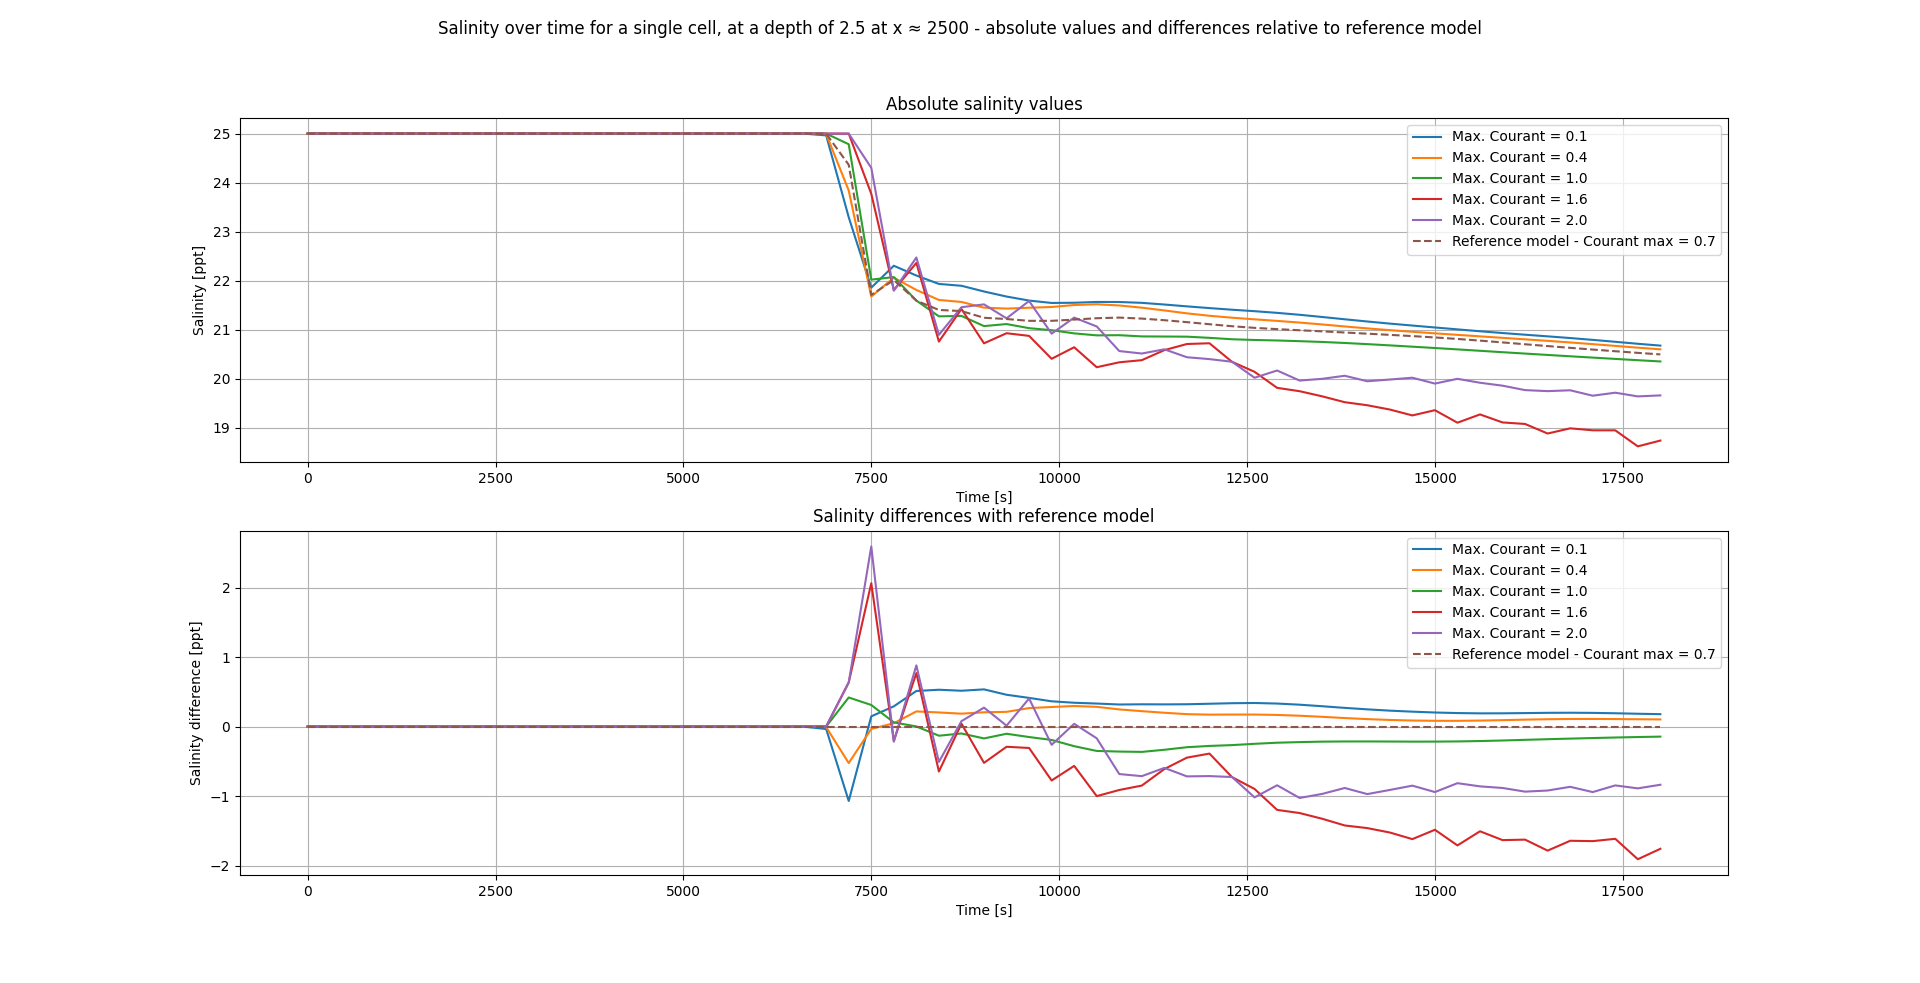 Salinity over time for a single cell, at a depth of 2.5 at x ≈ 2500 - absolute values and differences relative to reference model
Absolute salinity values
Salinity [ppt]
25
24
23
22
21
20
19
Max. Courant = 0.1
Max. Courant = 0.4
Max. Courant = 1.0
Max. Courant = 1.6
Max. Courant = 2.0
Reference model - Courant max = 0.7
0 2500 5000 7500 10000 12500 15000 17500
Time [s]
Salinity differences with reference model
Salinity difference [ppt]
2
1
0
−1
−2
Max. Courant = 0.1
Max. Courant = 0.4
Max. Courant = 1.0
Max. Courant = 1.6
Max. Courant = 2.0
Reference model - Courant max = 0.7
0 2500 5000 7500 10000 12500 15000 17500
Time [s]